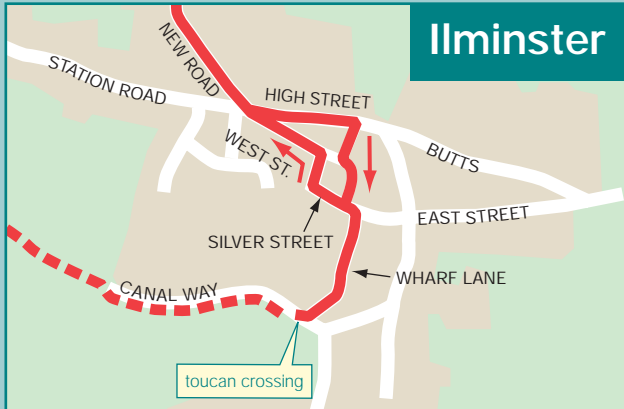 Ilminster
NEW ROAD
STATION ROAD
HIGH STREET
WEST ST.
BUTTS
EAST STREET
SILVER STREET
WHARF LANE
CANAL WAY
toucan crossing